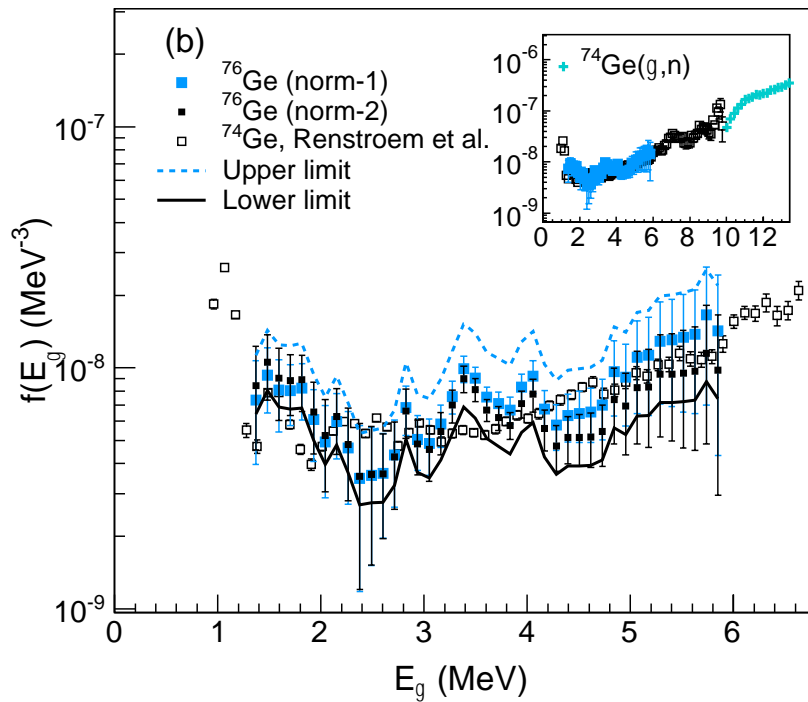 (b)
⁷⁶Ge (norm-1)
⁷⁶Ge (norm-2)
⁷⁴Ge, Renstroem et al.
Upper limit
Lower limit
⁷⁴Ge(g,n)
10⁻⁶
10⁻⁷
10⁻⁸
10⁻⁹
0 2 4 6 8 10 12
f(E_g) (MeV⁻³)
10⁻⁷
10⁻⁸
10⁻⁹
0 1 2 3 4 5 6
E_g (MeV)